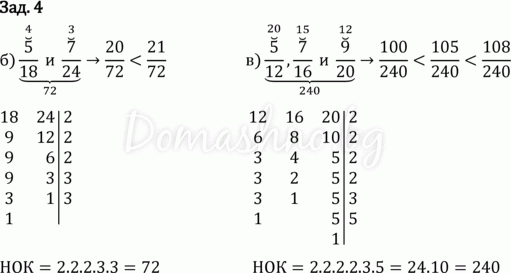 Зад. 4
б) 5/18 и 7/24 → 20/72 < 21/72
4 3
72
18 24 | 2
9 12 | 2
9 6 | 2
9 3 | 3
3 1 | 3
1
НОК = 2.2.2.3.3 = 72
в) 5/12 , 7/16 и 9/20 → 100/240 < 105/240 < 108/240
20 15 12
240
12 16 20 | 2
6 8 10 | 2
3 4 5 | 2
3 2 5 | 2
3 1 5 | 3
1 5 | 5
1
НОК = 2.2.2.2.3.5 = 24.10 = 240
Domashno.bg